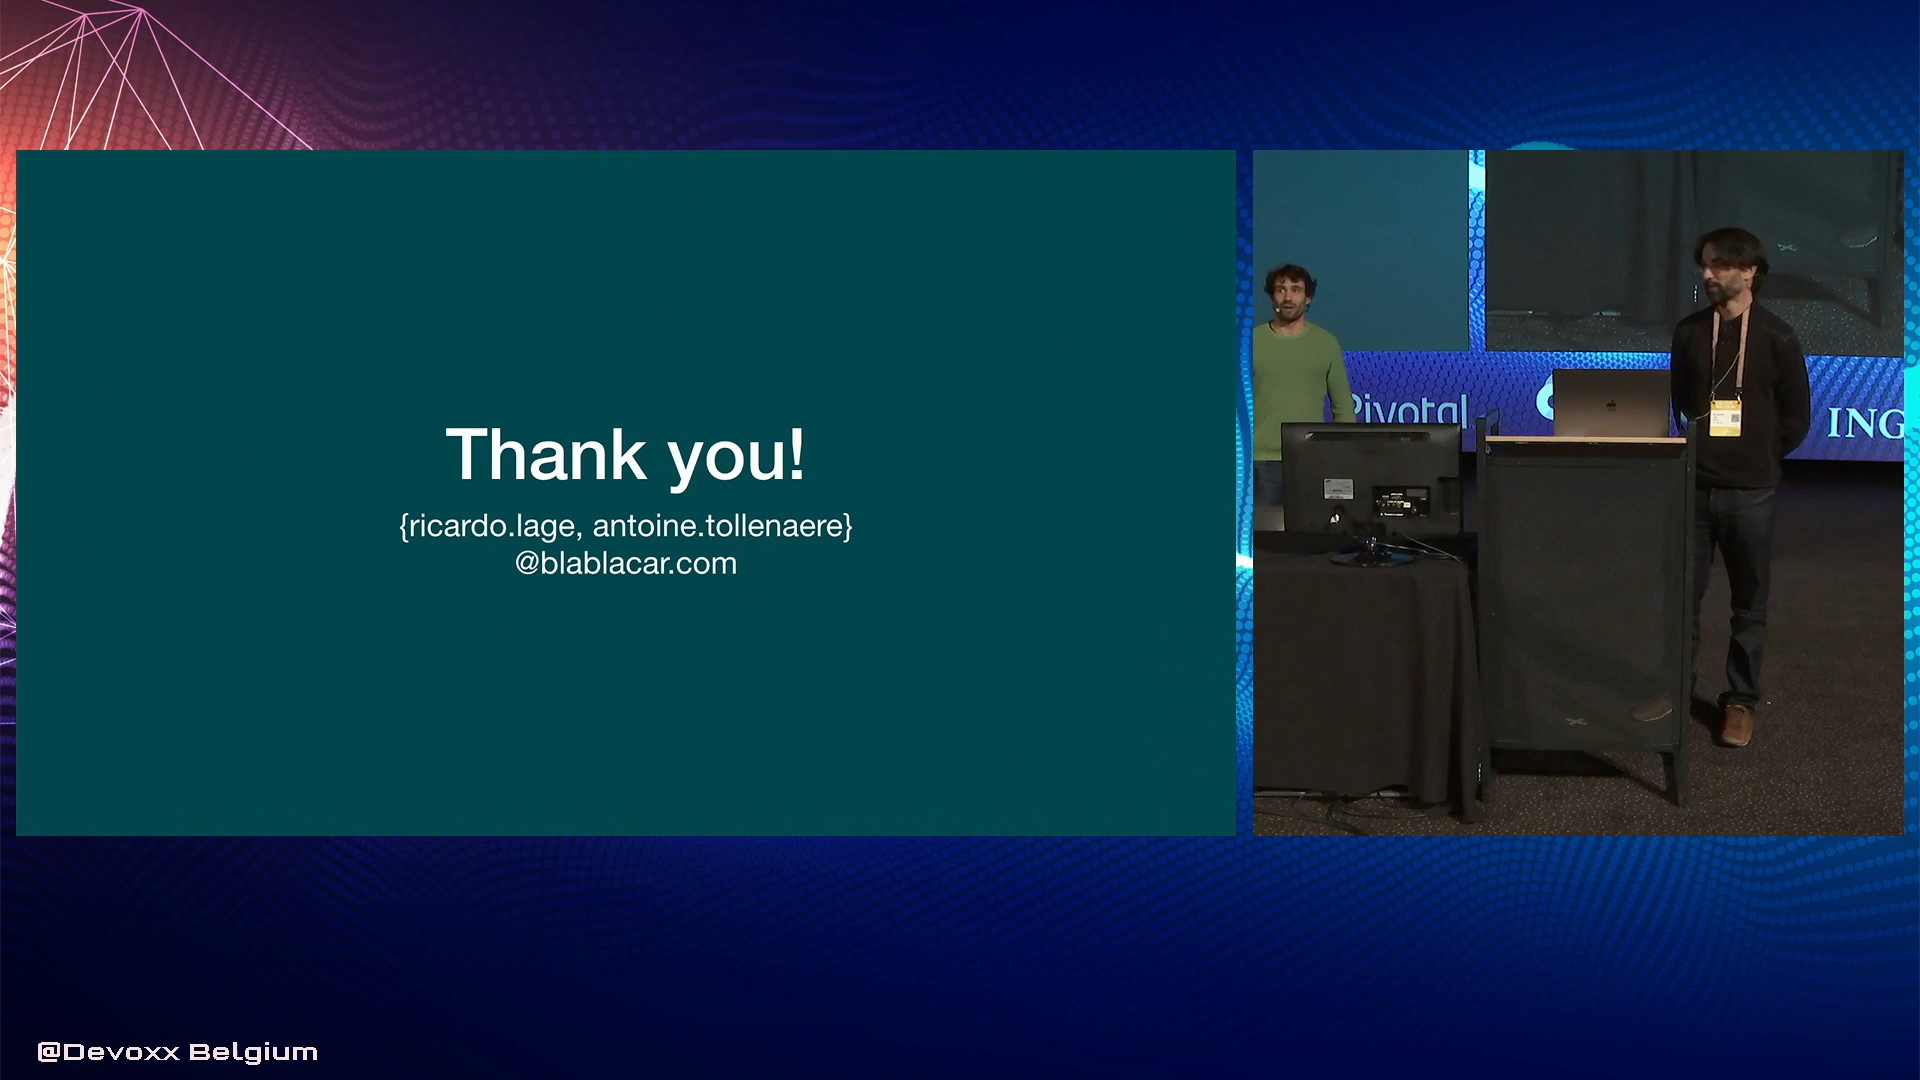 Thank you!
{ricardo.lage, antoine.tollenaere}
@blablacar.com
Pivotal
ING
@Devoxx Belgium